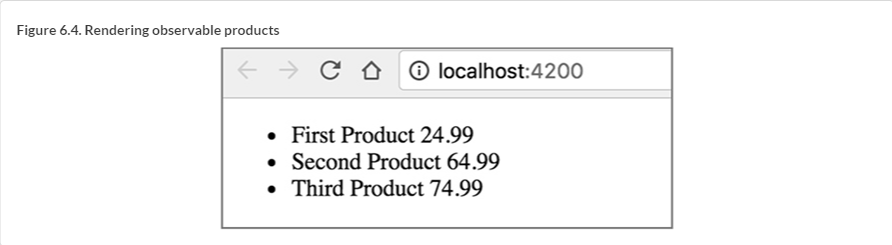 Figure 6.4. Rendering observable products
localhost:4200
• First Product 24.99
• Second Product 64.99
• Third Product 74.99